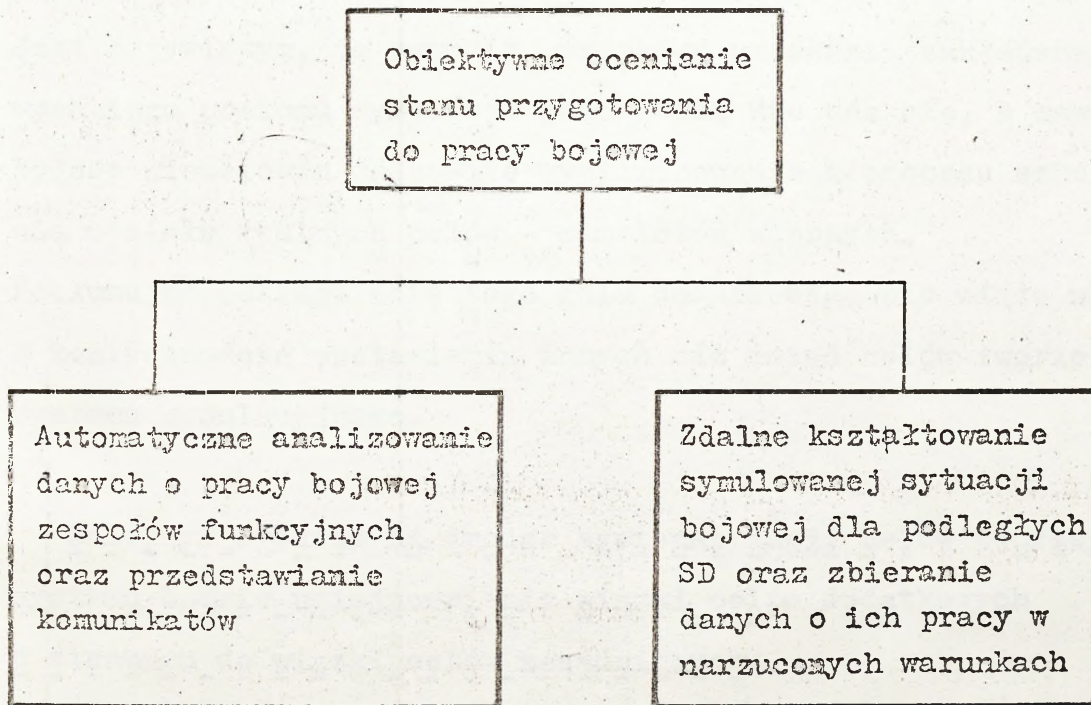 Obiektywne ocenianie
stanu przygotowania
do pracy bojowej
Automatyczne analizowanie
danych o pracy bojowej
zespołów funkcyjnych
oraz przedstawianie
komunikatów
Zdalne kształtowanie
symulowanej sytuacji
bojowej dla podległych
SD oraz zbieranie
danych o ich pracy w
narzuconych warunkach